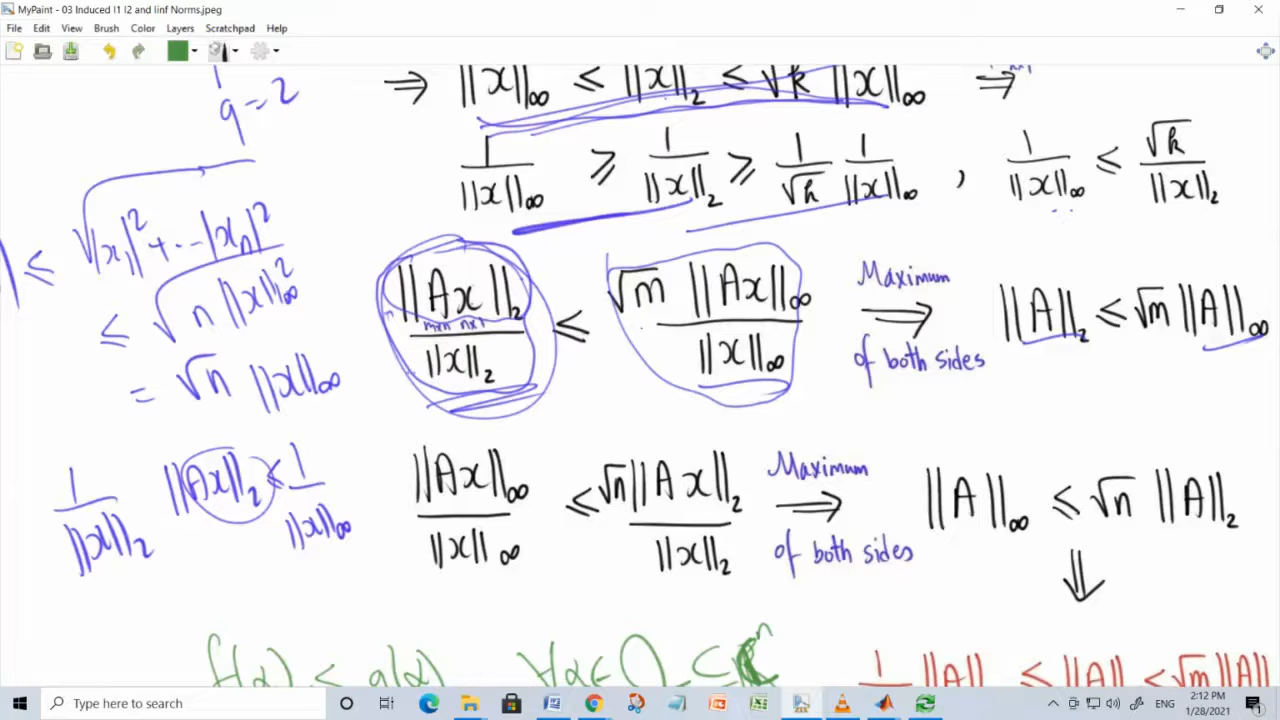 MyPaint - 03 Induced l1 l2 and linf Norms.jpeg
File Edit View Brush Color Layers Scratchpad Help
q = 2
⇒ ||x||∞ ≤ ||x||₂ ≤ √k ||x||∞ ⇒
1/||x||∞ ≥ 1/||x||₂ ≥ 1/√k 1/||x||∞ , 1/||x||∞ ≤ √k/||x||₂
≤ √|x₁|² + ··· |xₙ|²
≤ √n ||x||²∞
= √n ||x||∞
||Ax||₂/||x||₂ ≤ √m ||Ax||∞/||x||∞ Maximum ⇒ of both sides ||A||₂ ≤ √m ||A||∞
m×n n×1
1/||x||₂ ||Ax||₂ ≤ 1/||x||∞
||Ax||∞/||x||∞ ≤ √n ||Ax||₂/||x||₂ Maximum ⇒ of both sides ||A||∞ ≤ √n ||A||₂
⇓
f(x) ≤ g(x) ∀x∈ Ω ⊆ ℂⁿ
1 ||A|| ≤ ||A|| ≤ √m ||A||
Type here to search
ENG
2:12 PM
1/28/2021